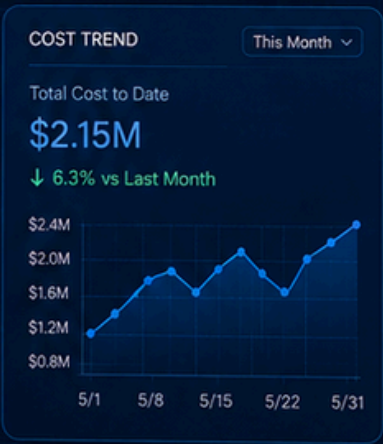 COST TREND
This Month
Total Cost to Date
$2.15M
↓ 6.3% vs Last Month
$2.4M
$2.0M
$1.6M
$1.2M
$0.8M
5/1 5/8 5/15 5/22 5/31